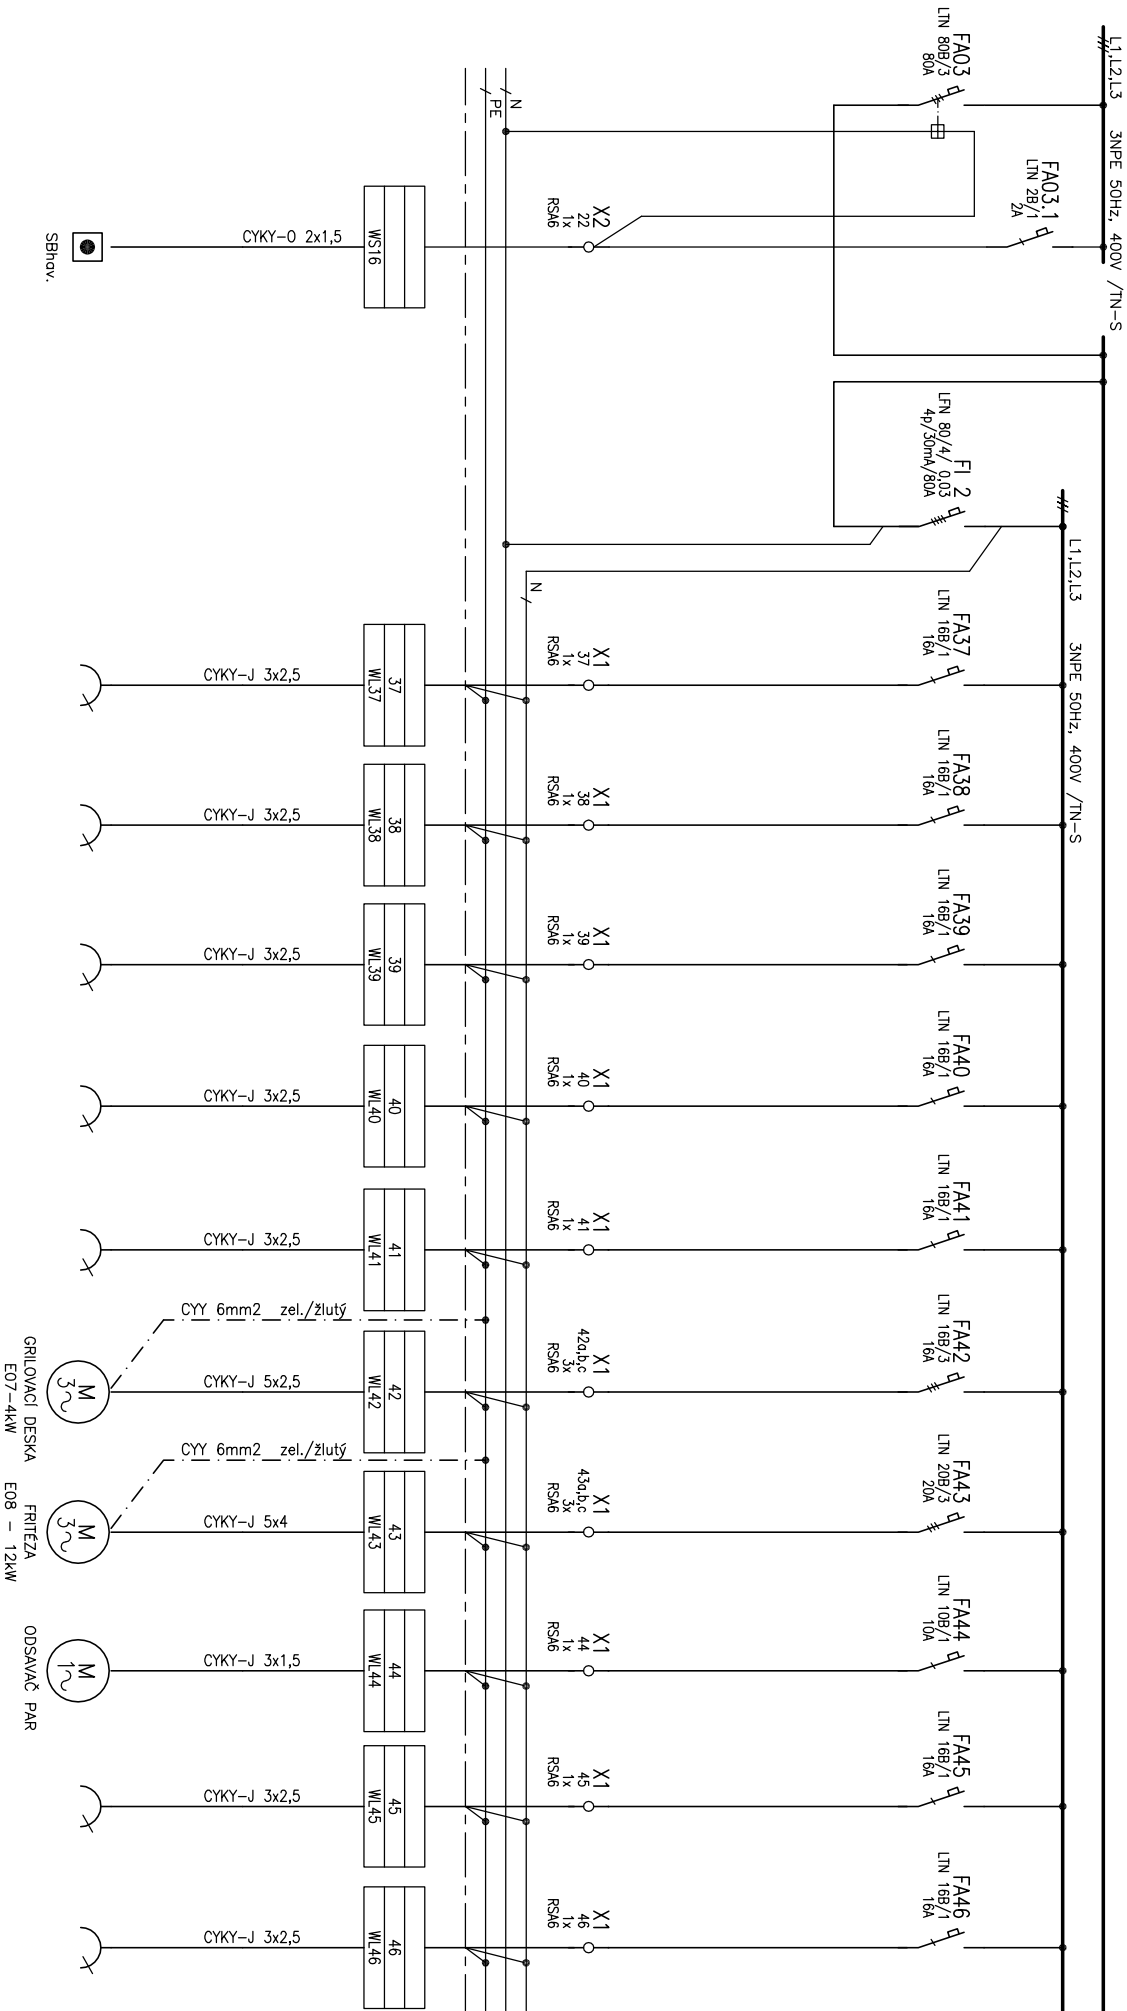 L1,L2,L3 3NPE 50Hz, 400V /TN-S
FA03
LTN 80B/3
80A
FA03.1
LTN 2B/1
2A
N
PE
X2
22
1x
RSA6
WS16
CYKY-O 2x1,5
SBhav.
FI 2
LFN 80/4/ 0,03
4p/30mA/80A
L1,L2,L3 3NPE 50Hz, 400V /TN-S
N
FA37
LTN 16B/1
16A
X1
37
1x
RSA6
37
WL37
CYKY-J 3x2,5
FA38
LTN 16B/1
16A
X1
38
1x
RSA6
38
WL38
CYKY-J 3x2,5
FA39
LTN 16B/1
16A
X1
39
1x
RSA6
39
WL39
CYKY-J 3x2,5
FA40
LTN 16B/1
16A
X1
40
1x
RSA6
40
WL40
CYKY-J 3x2,5
FA41
LTN 16B/1
16A
X1
41
1x
RSA6
41
WL41
CYKY-J 3x2,5
FA42
LTN 16B/3
16A
X1
42a,b,c
3x
RSA6
42
WL42
CYY 6mm2 zel./žlutý
CYKY-J 5x2,5
M
3~
GRILOVACÍ DESKA
E07-4kW
FA43
LTN 20B/3
20A
X1
43a,b,c
3x
RSA6
43
WL43
CYY 6mm2 zel./žlutý
CYKY-J 5x4
M
3~
FRITÉZA
E08 - 12kW
FA44
LTN 10B/1
10A
X1
44
1x
RSA6
44
WL44
CYKY-J 3x1,5
M
1~
ODSAVAČ PAR
FA45
LTN 16B/1
16A
X1
45
1x
RSA6
45
WL45
CYKY-J 3x2,5
FA46
LTN 16B/1
16A
X1
46
1x
RSA6
46
WL46
CYKY-J 3x2,5